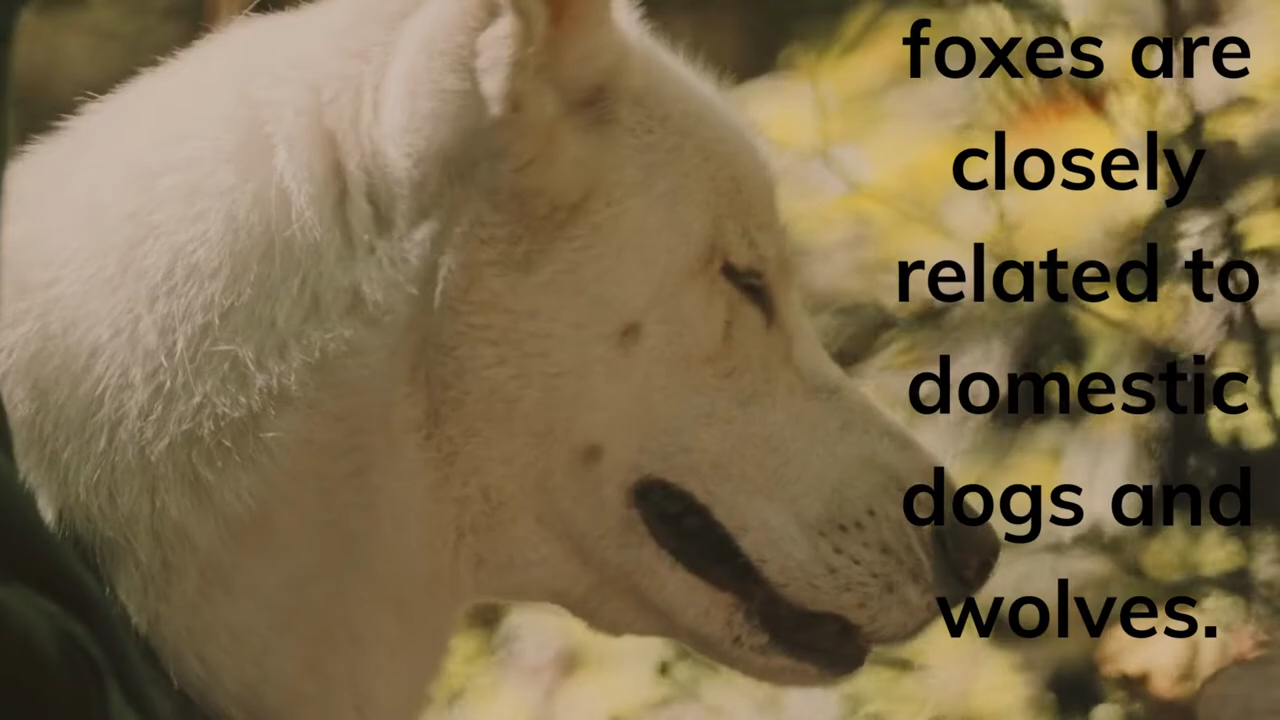 foxes are
closely
related to
domestic
dogs and
wolves.